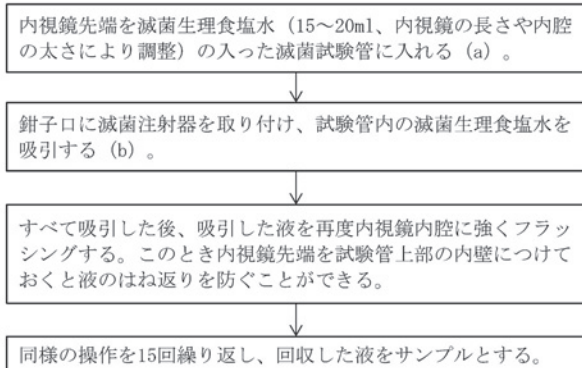 内視鏡先端を滅菌生理食塩水（15～20ml、内視鏡の長さや内腔
の太さにより調整）の入った滅菌試験管に入れる（a）。
鉗子口に滅菌注射器を取り付け、試験管内の滅菌生理食塩水を
吸引する（b）。
すべて吸引した後、吸引した液を再度内視鏡内腔に強くフラッ
シングする。このとき内視鏡先端を試験管上部の内壁につけて
おくと液のはね返りを防ぐことができる。
同様の操作を15回繰り返し、回収した液をサンプルとする。